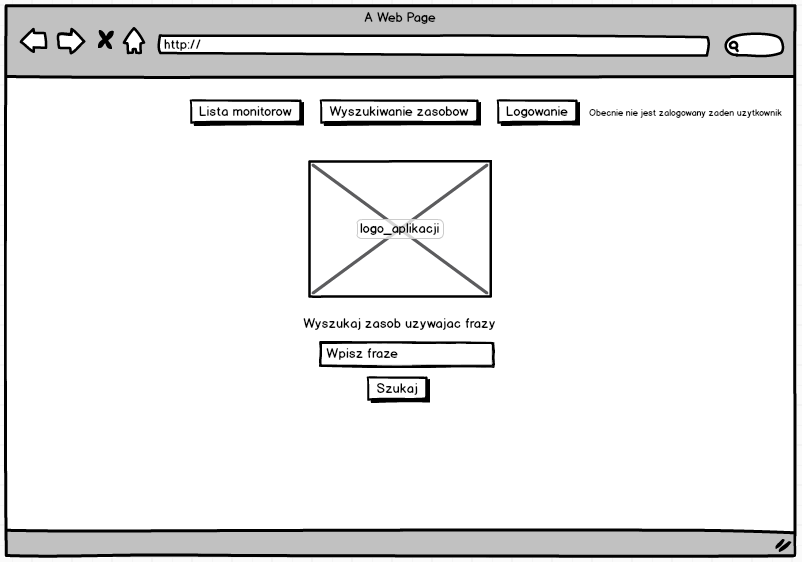 A Web Page
http://
Lista monitorow
Wyszukiwanie zasobow
Logowanie
Obecnie nie jest zalogowany zaden uzytkownik
logo_aplikacji
Wyszukaj zasob uzywajac frazy
Wpisz fraze
Szukaj